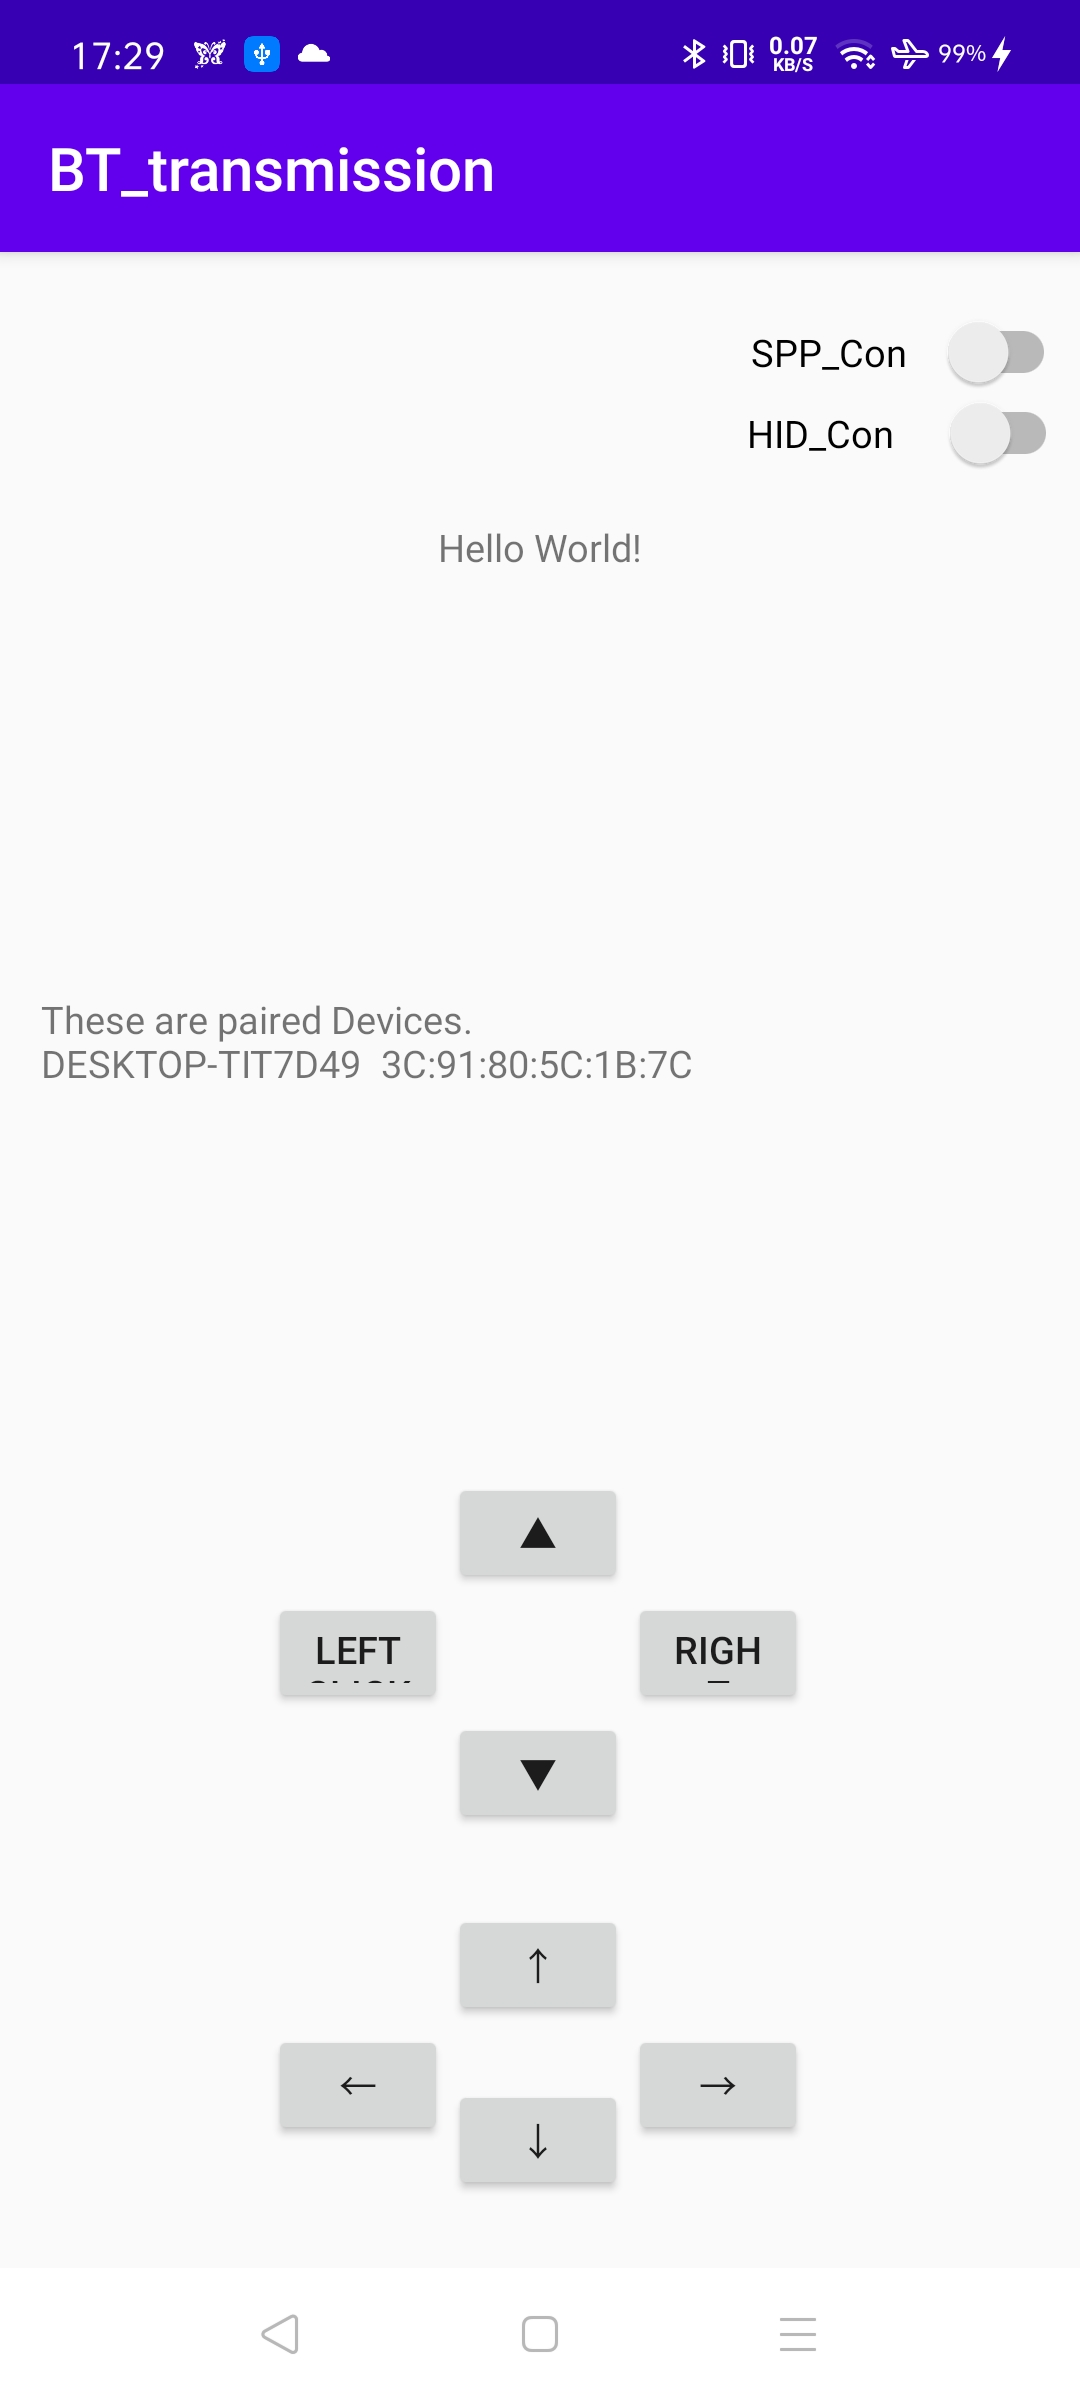 17:29 0.07 KB/S 99%
BT_transmission
SPP_Con
HID_Con
Hello World!
These are paired Devices.
DESKTOP-TIT7D49 3C:91:80:5C:1B:7C
▲
LEFT RIGH
▼
↑
← →
↓